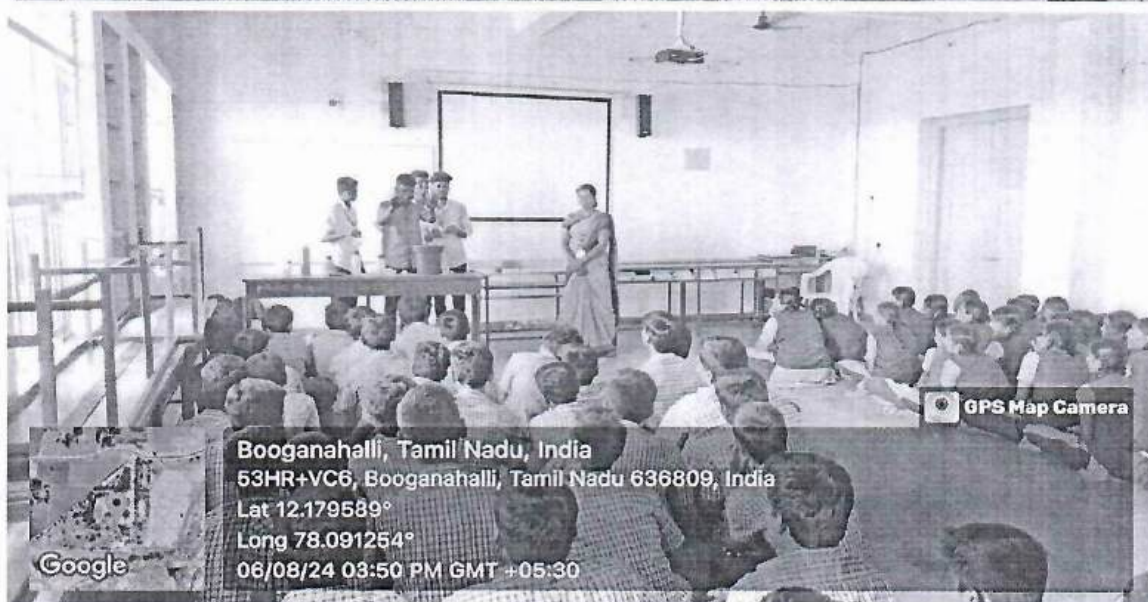 GPS Map Camera
Booganahalli, Tamil Nadu, India
53HR+VC6, Booganahalli, Tamil Nadu 636809, India
Lat 12.179589°
Long 78.091254°
06/08/24 03:50 PM GMT +05:30
Google